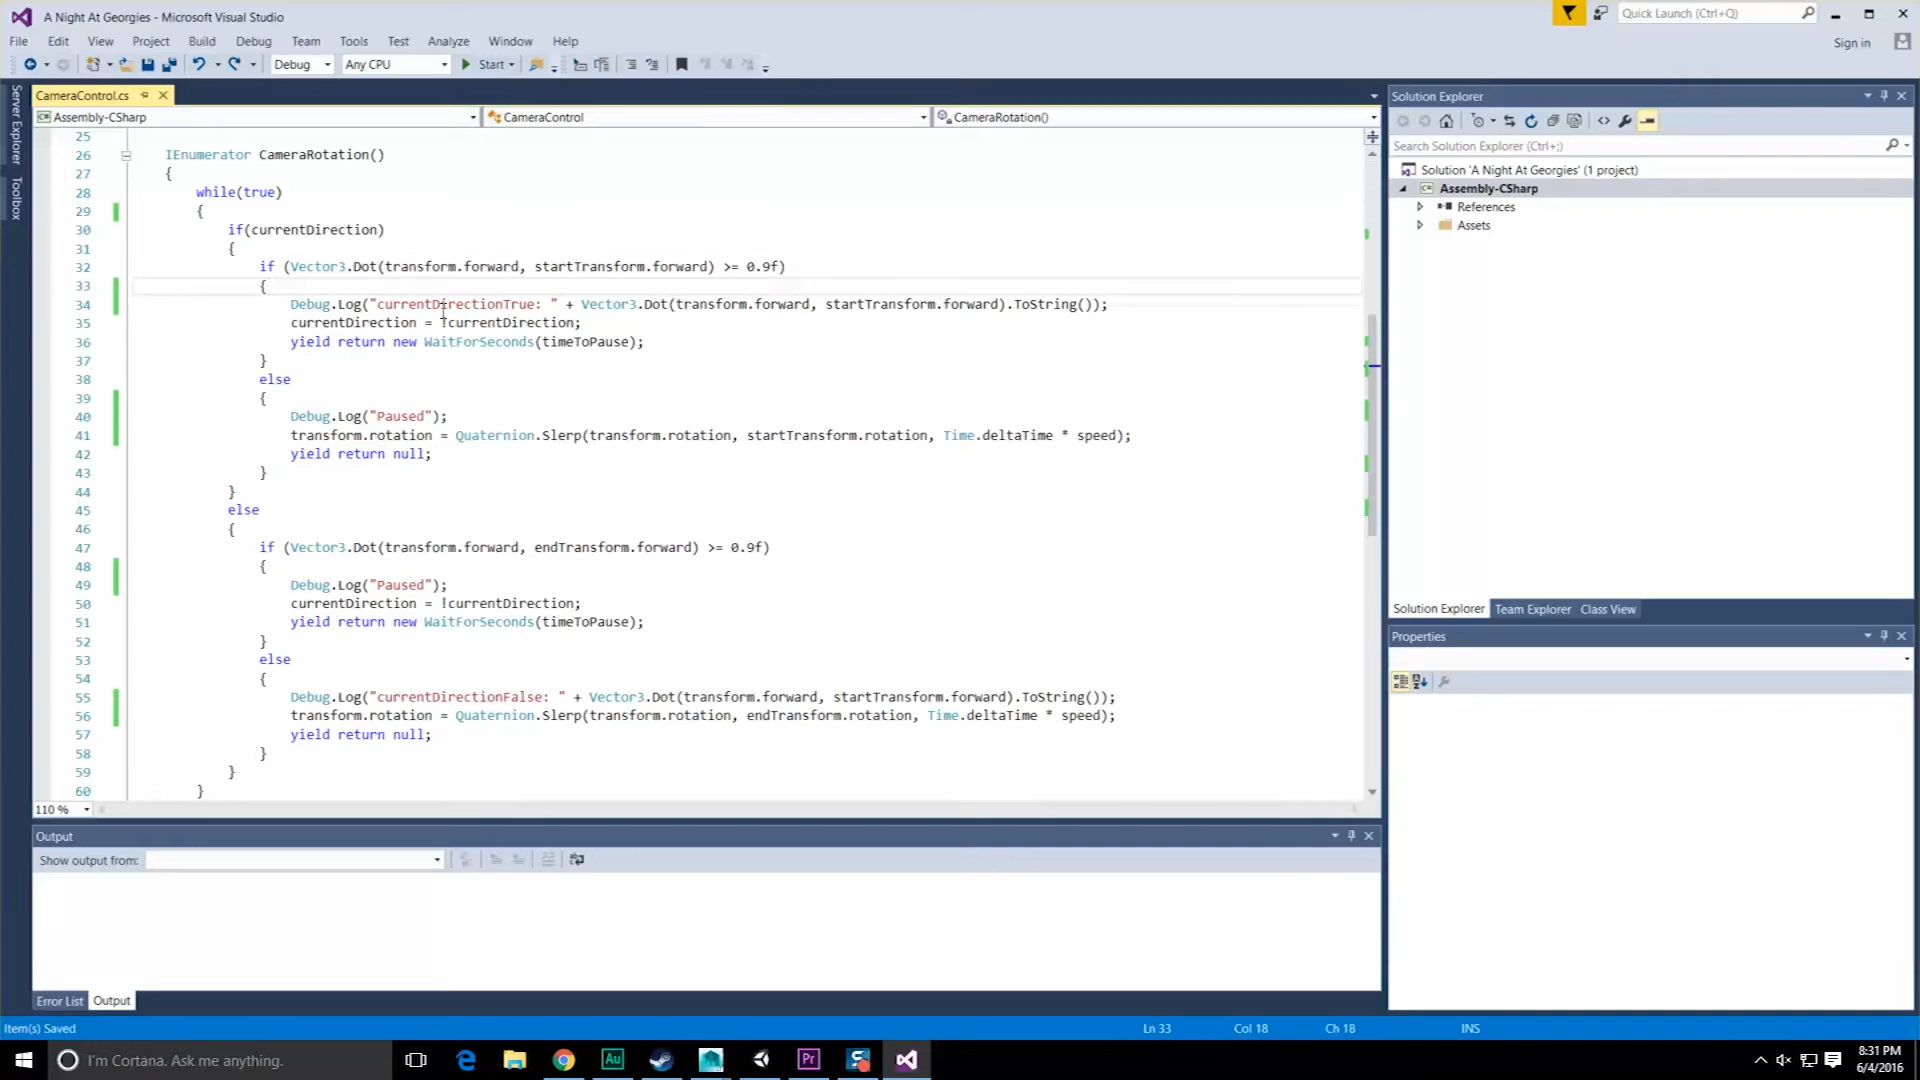 A Night At Georgies - Microsoft Visual Studio
Quick Launch (Ctrl+Q)
File Edit View Project Build Debug Team Tools Test Analyze Window Help
Sign in
Debug Any CPU Start
Server Explorer
Toolbox
CameraControl.cs
Assembly-CSharp CameraControl CameraRotation()
25
26 IEnumerator CameraRotation()
27 {
28 while(true)
29 {
30 if(currentDirection)
31 {
32 if (Vector3.Dot(transform.forward, startTransform.forward) >= 0.9f)
33 {
34 Debug.Log("currentDirectionTrue: " + Vector3.Dot(transform.forward, startTransform.forward).ToString());
35 currentDirection = !currentDirection;
36 yield return new WaitForSeconds(timeToPause);
37 }
38 else
39 {
40 Debug.Log("Paused");
41 transform.rotation = Quaternion.Slerp(transform.rotation, startTransform.rotation, Time.deltaTime * speed);
42 yield return null;
43 }
44 }
45 else
46 {
47 if (Vector3.Dot(transform.forward, endTransform.forward) >= 0.9f)
48 {
49 Debug.Log("Paused");
50 currentDirection = !currentDirection;
51 yield return new WaitForSeconds(timeToPause);
52 }
53 else
54 {
55 Debug.Log("currentDirectionFalse: " + Vector3.Dot(transform.forward, startTransform.forward).ToString());
56 transform.rotation = Quaternion.Slerp(transform.rotation, endTransform.rotation, Time.deltaTime * speed);
57 yield return null;
58 }
59 }
60 }
110 %
Solution Explorer
Search Solution Explorer (Ctrl+;)
Solution 'A Night At Georgies' (1 project)
C# Assembly-CSharp
References
Assets
Solution Explorer Team Explorer Class View
Properties
Output
Show output from:
Error List Output
Item(s) Saved Ln 33 Col 18 Ch 18 INS
I'm Cortana. Ask me anything.
Au
Pr
8:31 PM
6/4/2016